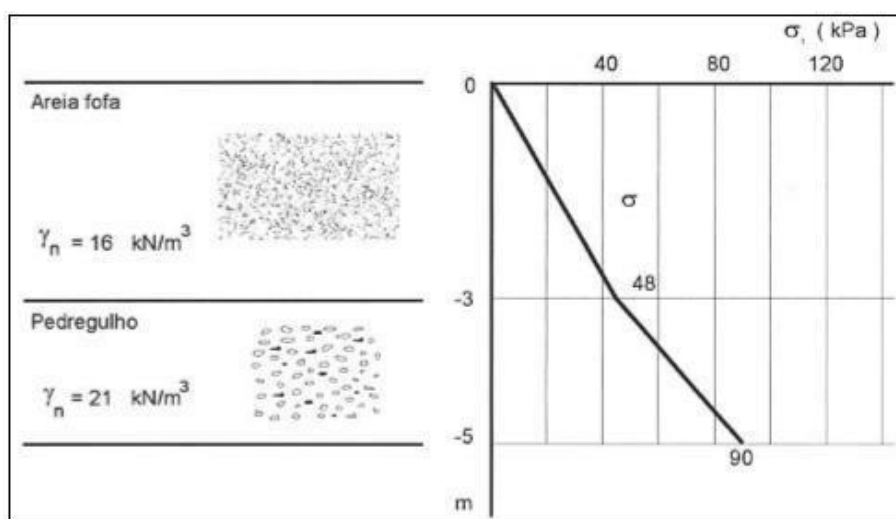 Areia fofa
γn = 16 kN/m³
Pedregulho
γn = 21 kN/m³
σ, ( kPa )
40 80 120
0
σ
48
-3
-5
90
m